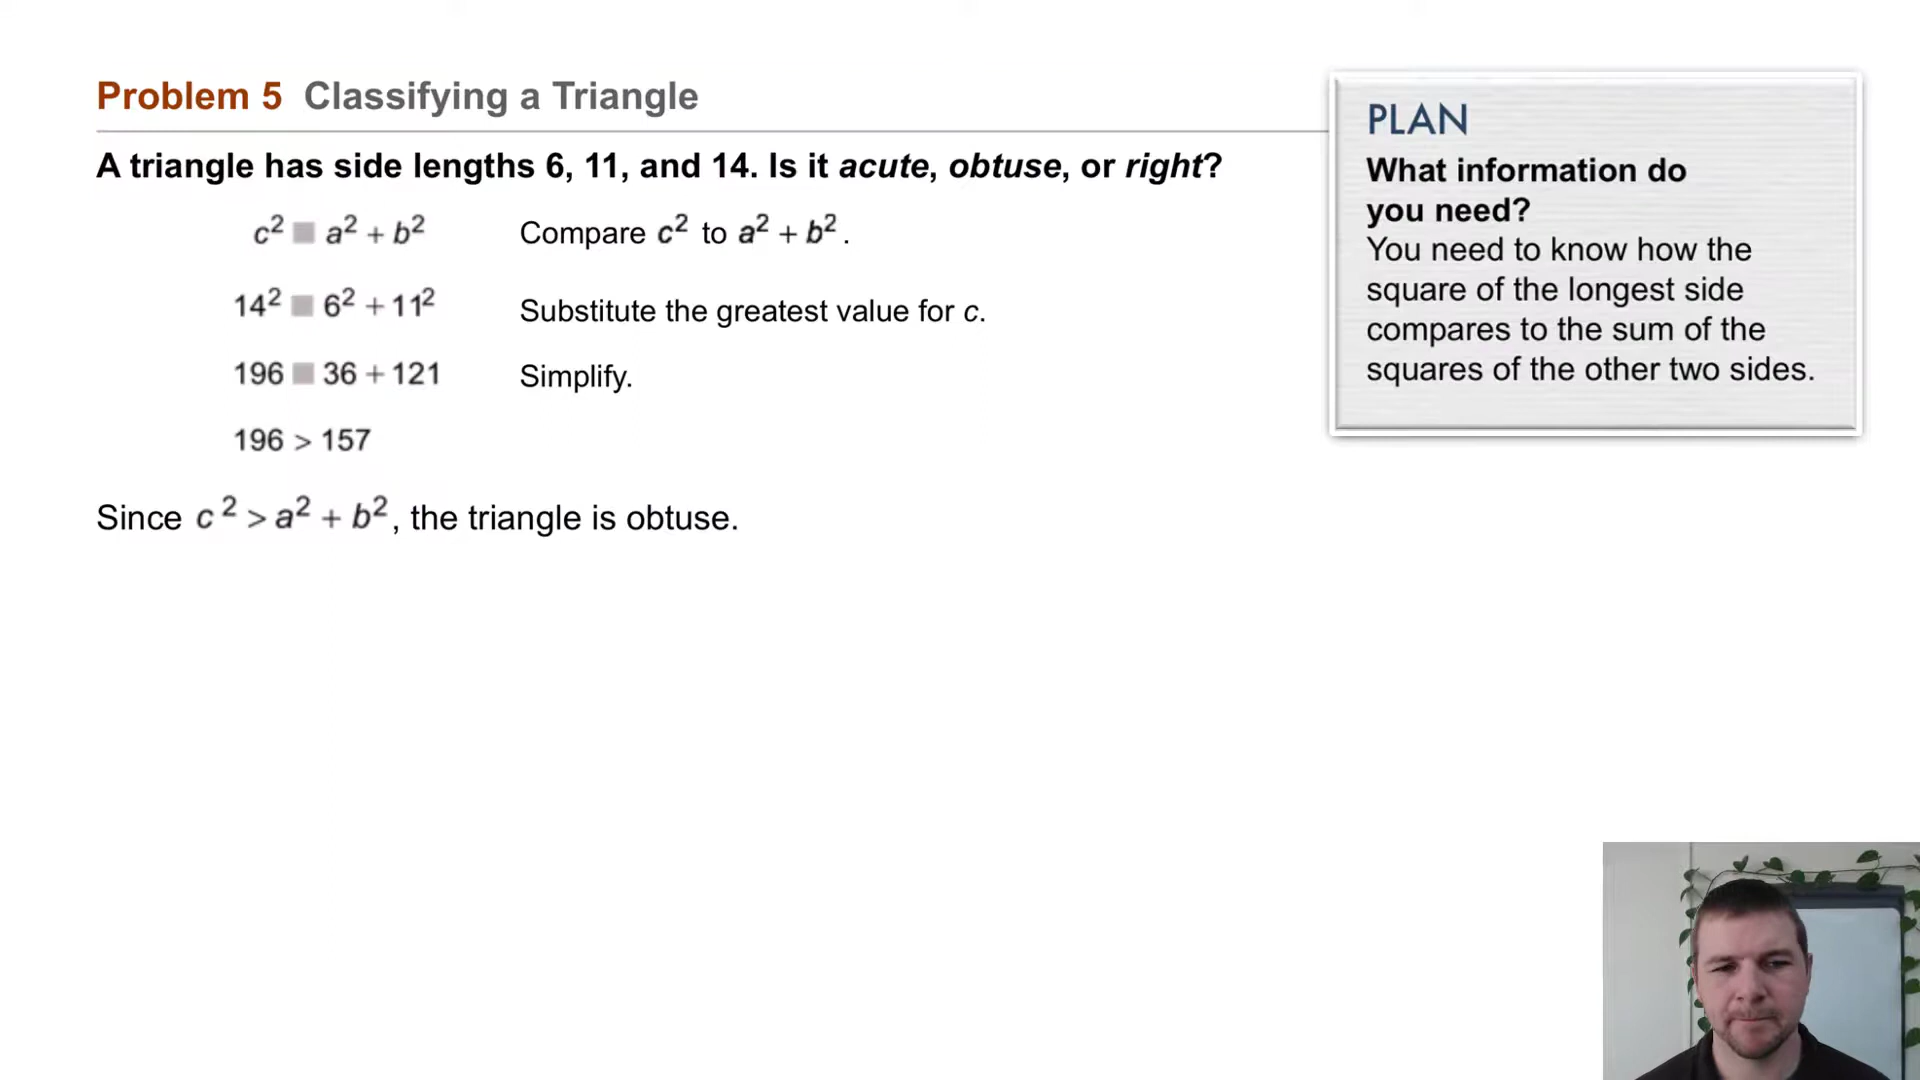 Problem 5 Classifying a Triangle
A triangle has side lengths 6, 11, and 14. Is it acute, obtuse, or right?
c² ■ a² + b² Compare c² to a² + b².
14² ■ 6² + 11² Substitute the greatest value for c.
196 ■ 36 + 121 Simplify.
196 > 157
Since c² > a² + b², the triangle is obtuse.
PLAN
What information do
you need?
You need to know how the
square of the longest side
compares to the sum of the
squares of the other two sides.